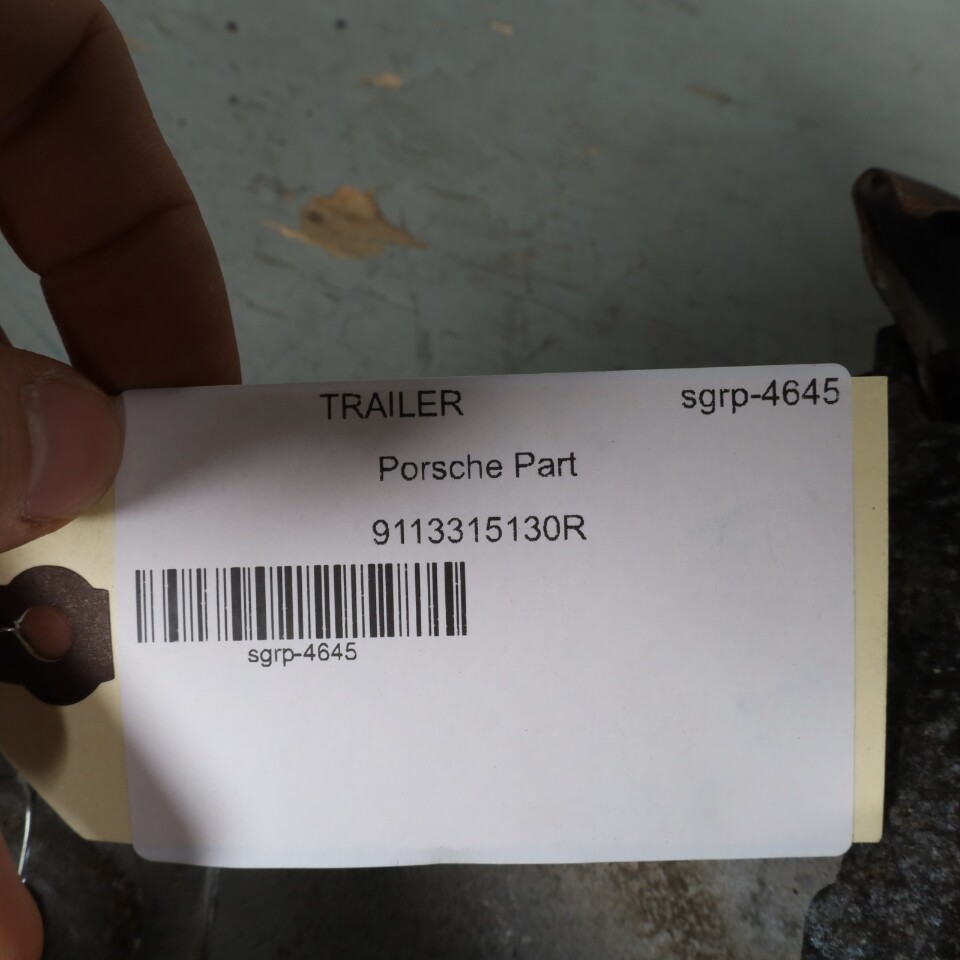 TRAILER sgrp-4645
Porsche Part
9113315130R
sgrp-4645